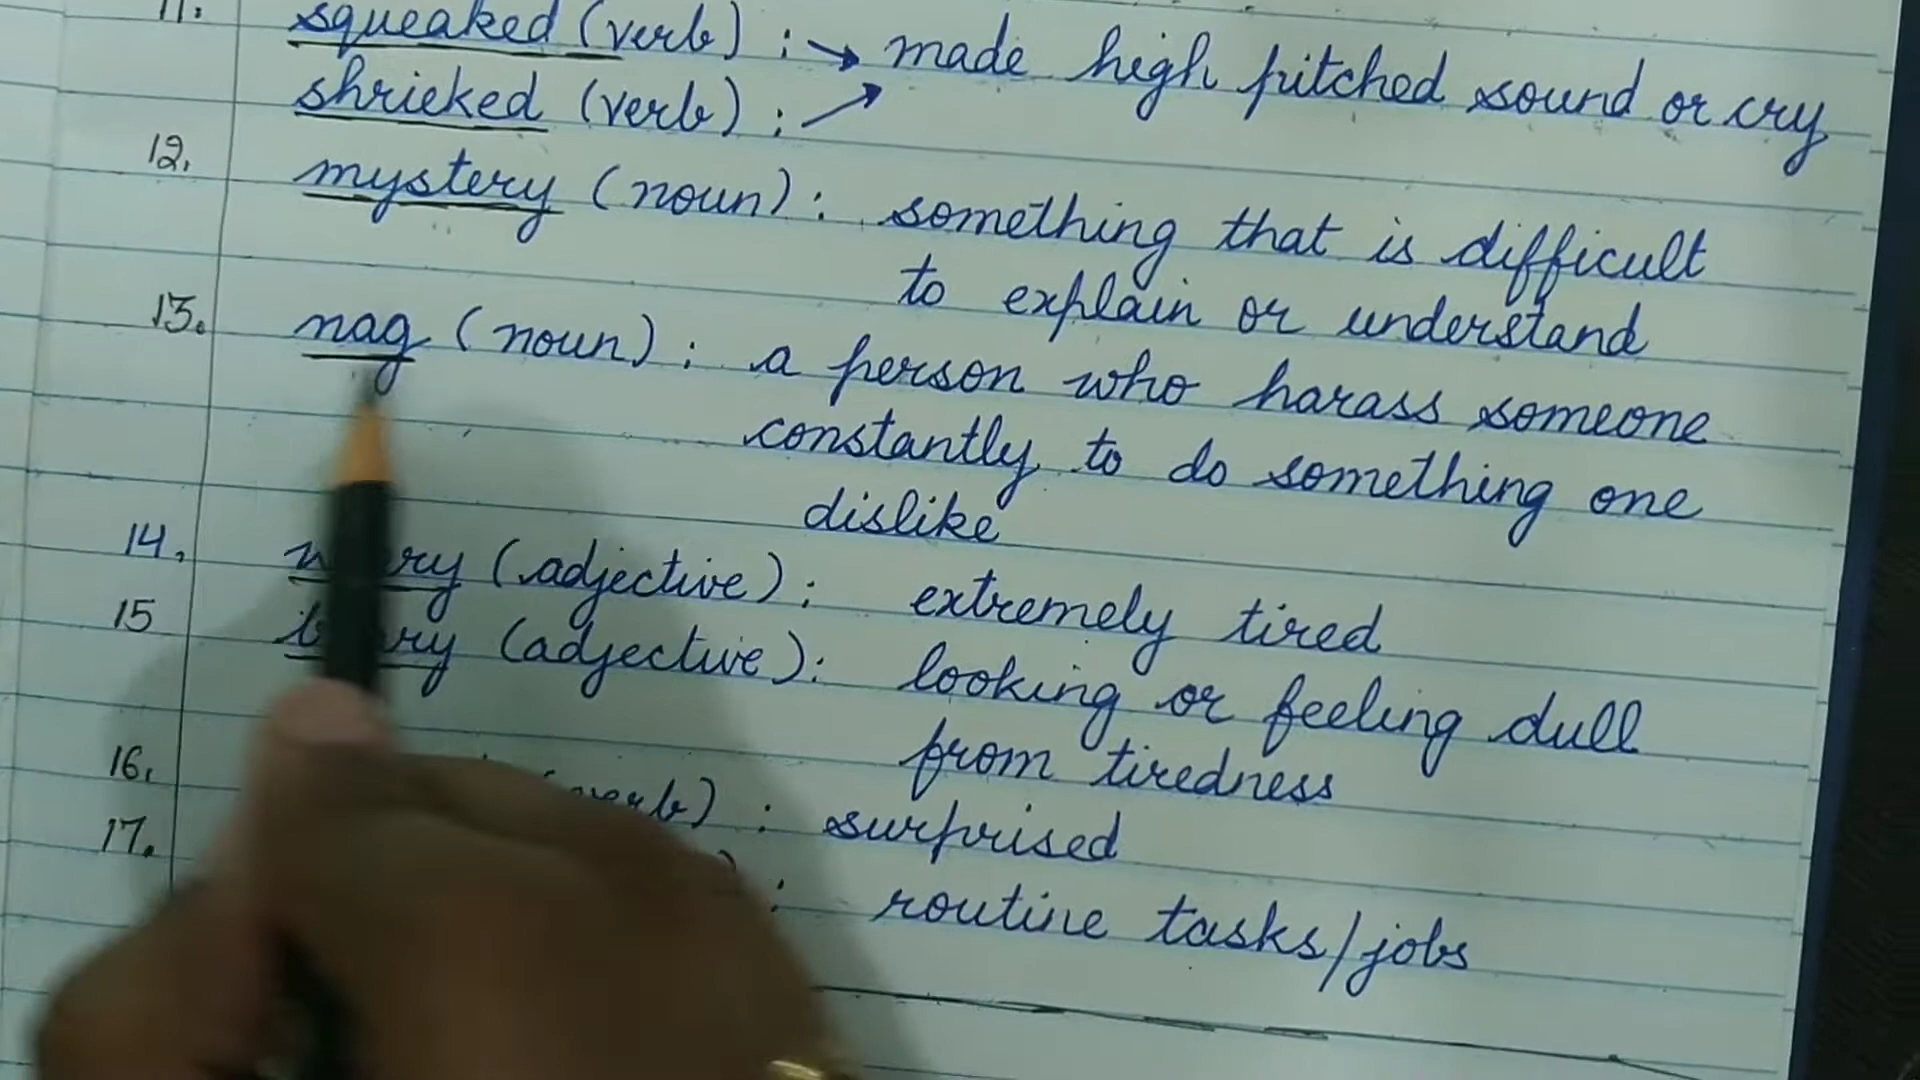 11. squeaked (verb) : → made high pitched sound or cry
shrieked (verb) :
12. mystery (noun) : something that is difficult
to explain or understand
13. nag (noun) : a person who harass someone
constantly to do something one
dislike
14. (adjective) : extremely tired
15 (adjective) : looking or feeling dull
from tiredness
16. verb) : surprised
17. ) : routine tasks/jobs